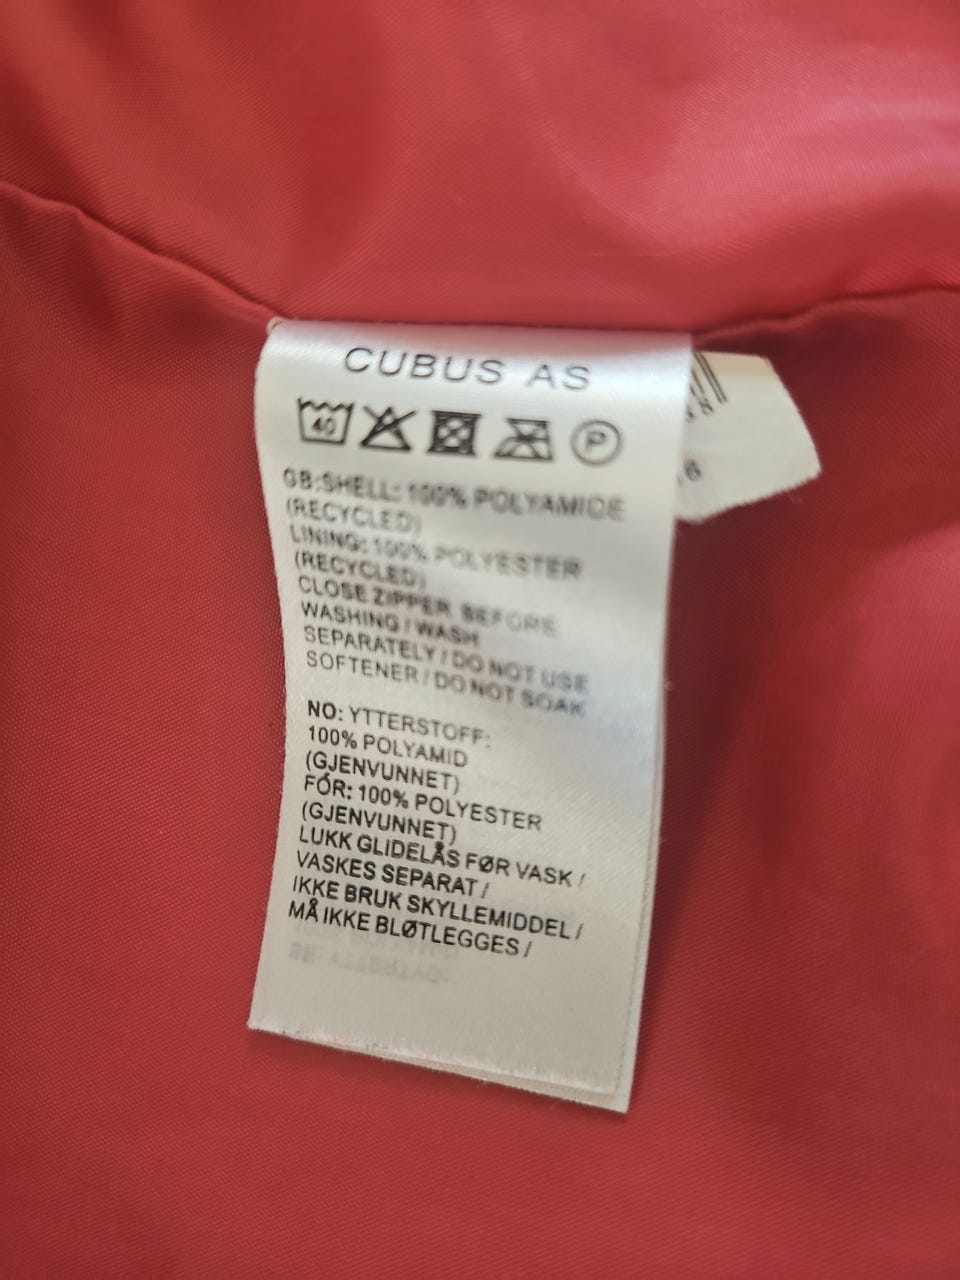 CUBUS AS
40
P
GB:SHELL: 100% POLYAMIDE
(RECYCLED)
LINING: 100% POLYESTER
(RECYCLED)
CLOSE ZIPPER BEFORE
WASHING / WASH
SEPARATELY / DO NOT USE
SOFTENER / DO NOT SOAK
NO: YTTERSTOFF:
100% POLYAMID
(GJENVUNNET)
FÓR: 100% POLYESTER
(GJENVUNNET)
LUKK GLIDELÅS FØR VASK /
VASKES SEPARAT /
IKKE BRUK SKYLLEMIDDEL /
MÅ IKKE BLØTLEGGES /